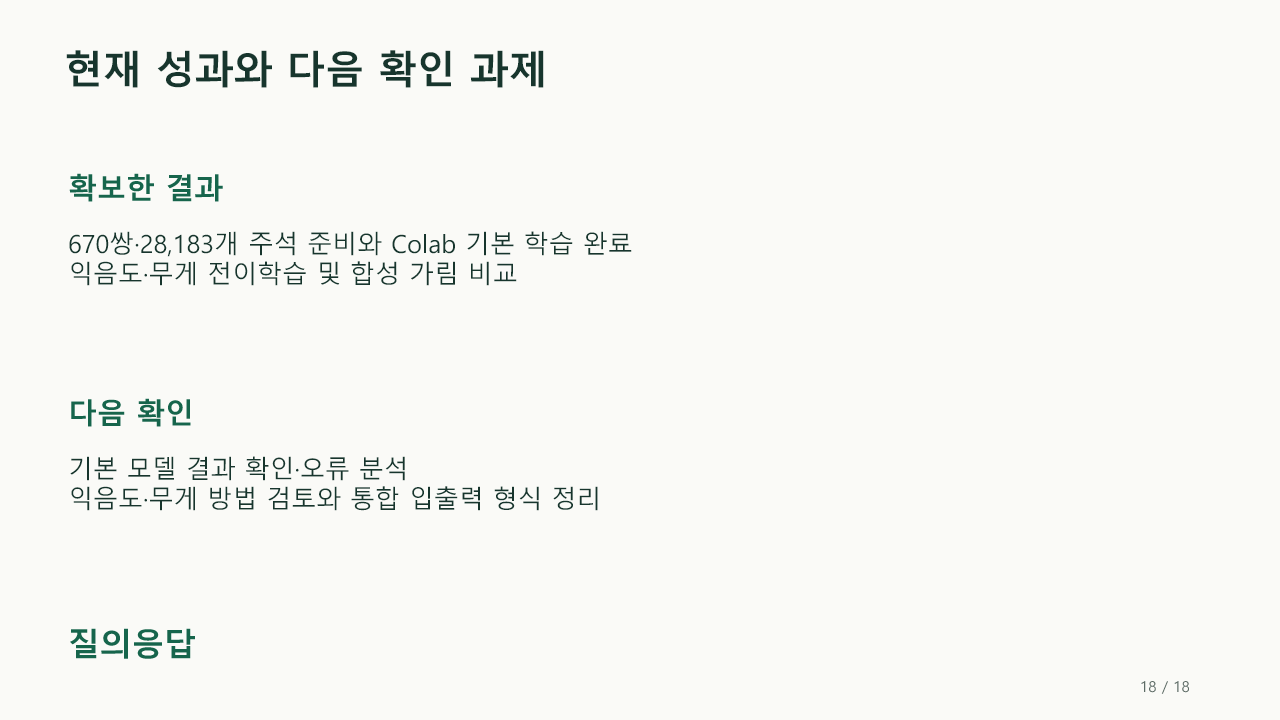 현재 성과와 다음 확인 과제
확보한 결과
670쌍·28,183개 주석 준비와 Colab 기본 학습 완료
익음도·무게 전이학습 및 합성 가림 비교
다음 확인
기본 모델 결과 확인·오류 분석
익음도·무게 방법 검토와 통합 입출력 형식 정리
질의응답
18 / 18